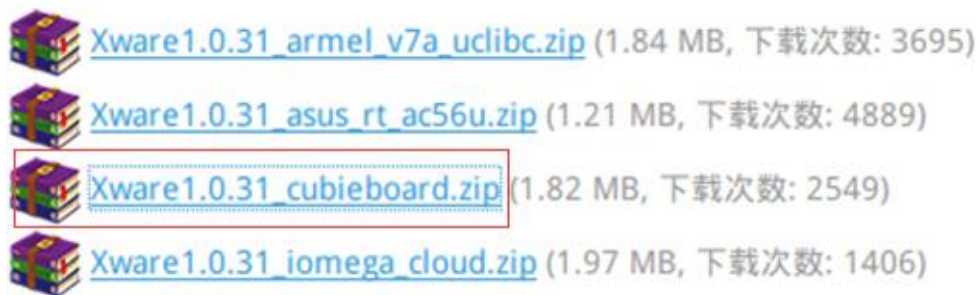 Xware1.0.31_armel_v7a_uclibc.zip (1.84 MB, 下载次数: 3695)
Xware1.0.31_asus_rt_ac56u.zip (1.21 MB, 下载次数: 4889)
Xware1.0.31_cubieboard.zip (1.82 MB, 下载次数: 2549)
Xware1.0.31_iomega_cloud.zip (1.97 MB, 下载次数: 1406)